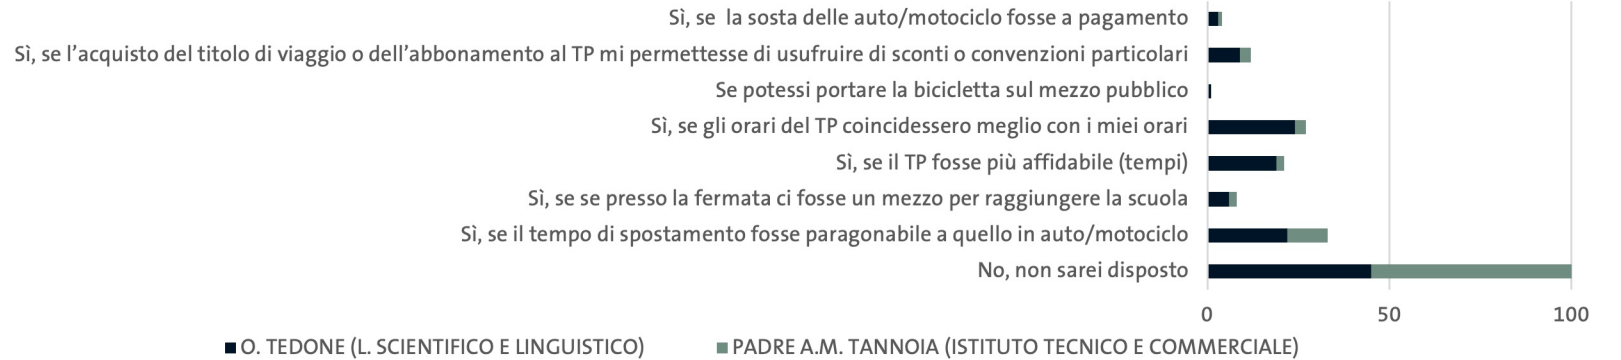 Sì, se la sosta delle auto/motociclo fosse a pagamento
Sì, se l’acquisto del titolo di viaggio o dell’abbonamento al TP mi permettesse di usufruire di sconti o convenzioni particolari
Se potessi portare la bicicletta sul mezzo pubblico
Sì, se gli orari del TP coincidessero meglio con i miei orari
Sì, se il TP fosse più affidabile (tempi)
Sì, se se presso la fermata ci fosse un mezzo per raggiungere la scuola
Sì, se il tempo di spostamento fosse paragonabile a quello in auto/motociclo
No, non sarei disposto
0 50 100
O. TEDONE (L. SCIENTIFICO E LINGUISTICO) PADRE A.M. TANNOIA (ISTITUTO TECNICO E COMMERCIALE)